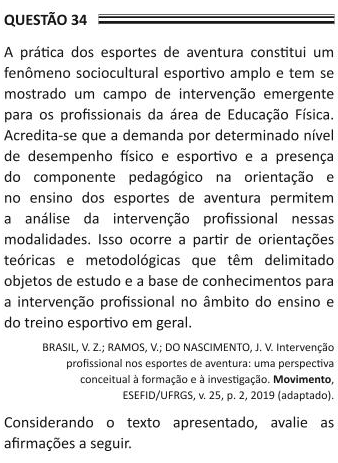 QUESTÃO 34
A prática dos esportes de aventura constitui um
fenômeno sociocultural esportivo amplo e tem se
mostrado um campo de intervenção emergente
para os profissionais da área de Educação Física.
Acredita-se que a demanda por determinado nível
de desempenho físico e esportivo e a presença
do componente pedagógico na orientação e
no ensino dos esportes de aventura permitem
a análise da intervenção profissional nessas
modalidades. Isso ocorre a partir de orientações
teóricas e metodológicas que têm delimitado
objetos de estudo e a base de conhecimentos para
a intervenção profissional no âmbito do ensino e
do treino esportivo em geral.
BRASIL, V. Z.; RAMOS, V.; DO NASCIMENTO, J. V. Intervenção
profissional nos esportes de aventura: uma perspectiva
conceitual à formação e à investigação. Movimento,
ESEFID/UFRGS, v. 25, p. 2, 2019 (adaptado).
Considerando o texto apresentado, avalie as
afirmações a seguir.